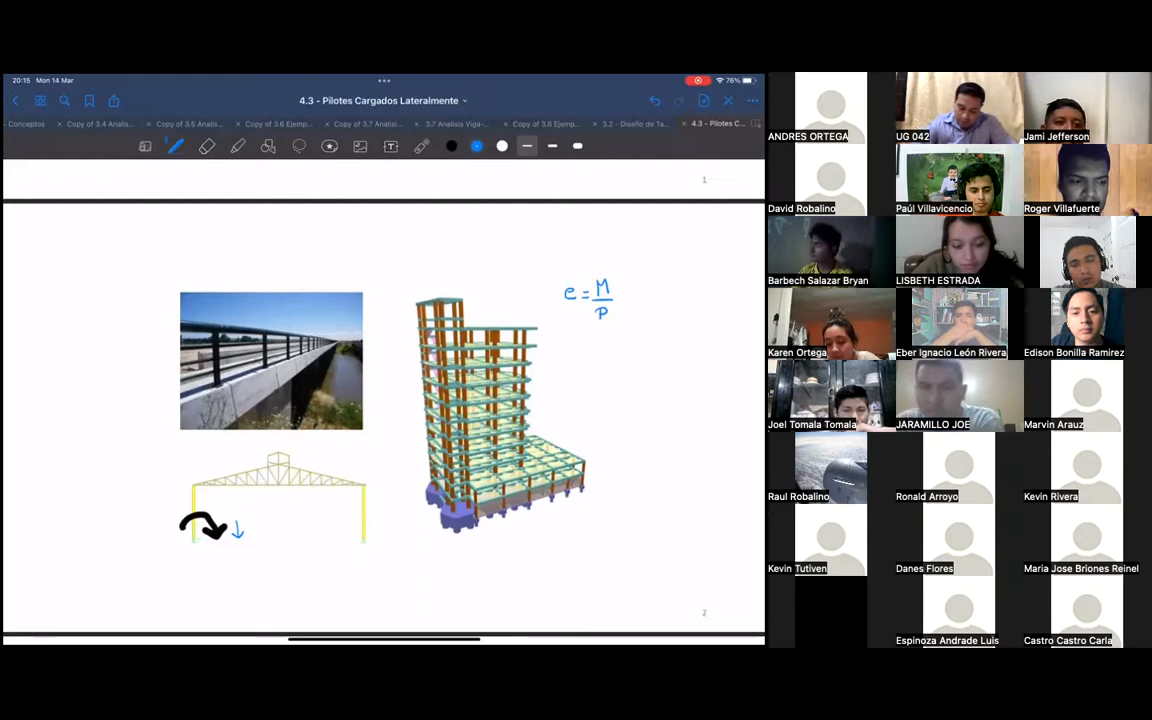 20:15 Mon 14 Mar
76%
4.3 - Pilotes Cargados Lateralmente
Conceptos
Copy of 3.4 Analis...
Copy of 3.5 Analis...
Copy of 3.6 Ejemp...
Copy of 3.7 Analisi...
3.7 Analisis Viga-...
Copy of 3.8 Ejemp...
3.2 - Diseño de Ta...
4.3 - Pilotes C...
1
e = M
P
2
ANDRES ORTEGA
UG 042
Jami Jefferson
David Robalino
Paúl Villavicencio
Roger Villafuerte
Barbech Salazar Bryan
LISBETH ESTRADA
Karen Ortega
Eber Ignacio León Rivera
Edison Bonilla Ramirez
Joel Tomala Tomala
JARAMILLO JOE
Marvin Arauz
Raul Robalino
Ronald Arroyo
Kevin Rivera
Kevin Tutiven
Danes Flores
Maria Jose Briones Reinel
Espinoza Andrade Luis
Castro Castro Carla